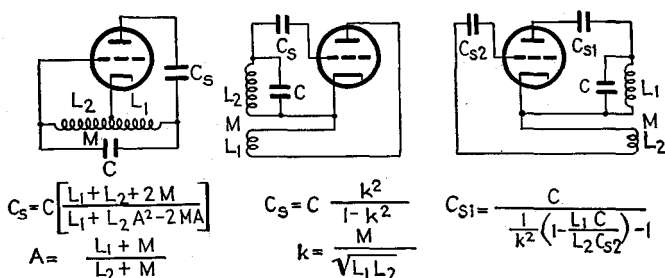 C_S
L_2 L_1
M
C
C_S
L_2 C
M
L_1
C_S2 C_S1
C L_1
M
L_2
C_S = C [ (L_1 + L_2 + 2M) / (L_1 + L_2 A^2 - 2MA) ]
A = (L_1 + M) / (L_2 + M)
C_S = C k^2 / (1 - k^2)
k = M / √(L_1 L_2)
C_S1 = C / ( (1/k^2) (1 - (L_1 C) / (L_2 C_S2)) - 1 )